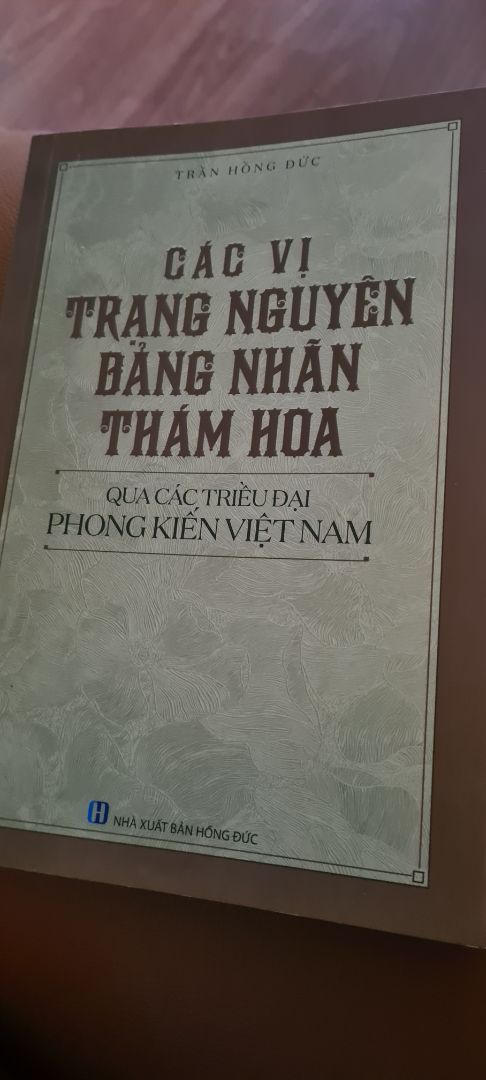 TRẦN HỒNG ĐỨC
CÁC VỊ
TRẠNG NGUYÊN
BẢNG NHÃN
THÁM HOA
QUA CÁC TRIỀU ĐẠI
PHONG KIẾN VIỆT NAM
H NHÀ XUẤT BẢN HỒNG ĐỨC